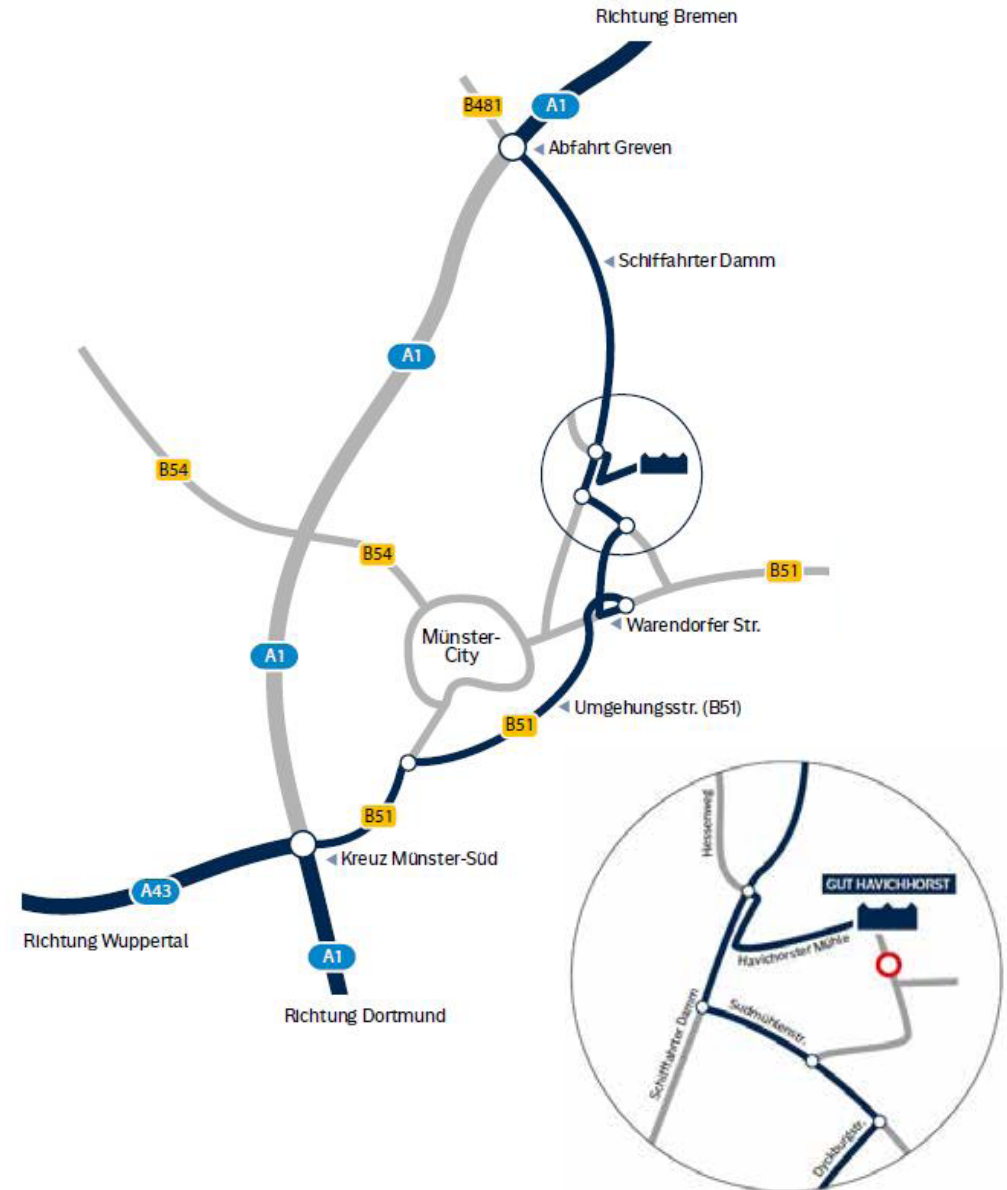 Richtung Bremen
B481
A1
Abfahrt Greven
Schiffahrter Damm
A1
B54
B54
B51
Münster-
City
Warendorfer Str.
A1
Umgehungsstr. (B51)
B51
B51
Kreuz Münster-Süd
A43
Richtung Wuppertal
A1
Richtung Dortmund
Hessenweg
GUT HAVICHHORST
Havichorster Mühle
Schifffahrter Damm
Sudmühlenstr.
Dyckburgstr.